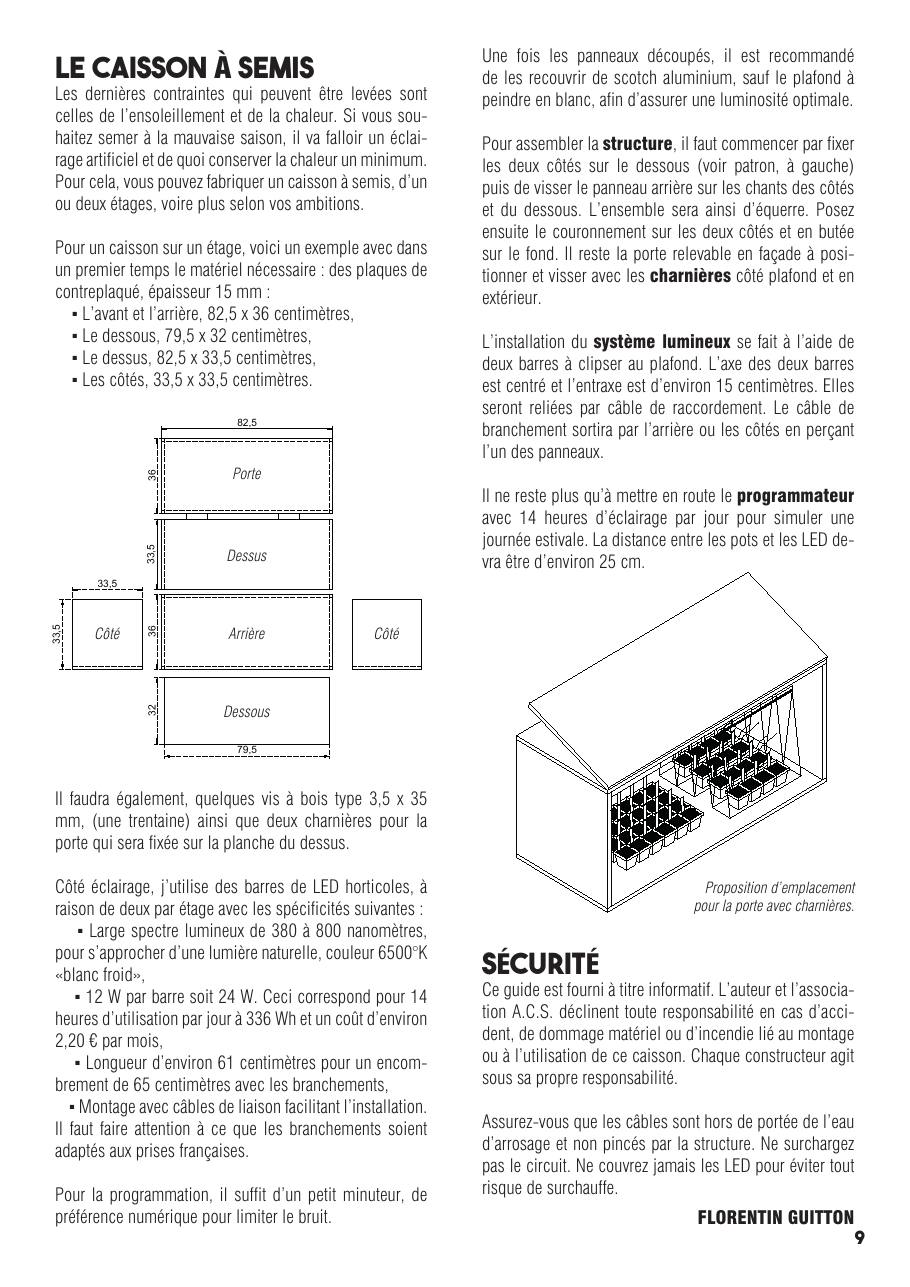 LE CAISSON À SEMIS
Les dernières contraintes qui peuvent être levées sont
celles de l'ensoleillement et de la chaleur. Si vous sou-
haitez semer à la mauvaise saison, il va falloir un éclai-
rage artificiel et de quoi conserver la chaleur un minimum.
Pour cela, vous pouvez fabriquer un caisson à semis, d'un
ou deux étages, voire plus selon vos ambitions.
Pour un caisson sur un étage, voici un exemple avec dans
un premier temps le matériel nécessaire : des plaques de
contreplaqué, épaisseur 15 mm :
▪ L'avant et l'arrière, 82,5 x 36 centimètres,
▪ Le dessous, 79,5 x 32 centimètres,
▪ Le dessus, 82,5 x 33,5 centimètres,
▪ Les côtés, 33,5 x 33,5 centimètres.
82,5
36
Porte
33,5
Dessus
33,5
33,5
Côté
36
Arrière
Côté
32
Dessous
79,5
Il faudra également, quelques vis à bois type 3,5 x 35
mm, (une trentaine) ainsi que deux charnières pour la
porte qui sera fixée sur la planche du dessus.
Côté éclairage, j'utilise des barres de LED horticoles, à
raison de deux par étage avec les spécificités suivantes :
▪ Large spectre lumineux de 380 à 800 nanomètres,
pour s'approcher d'une lumière naturelle, couleur 6500°K
«blanc froid»,
▪ 12 W par barre soit 24 W. Ceci correspond pour 14
heures d'utilisation par jour à 336 Wh et un coût d'environ
2,20 € par mois,
▪ Longueur d'environ 61 centimètres pour un encom-
brement de 65 centimètres avec les branchements,
▪ Montage avec câbles de liaison facilitant l'installation.
Il faut faire attention à ce que les branchements soient
adaptés aux prises françaises.
Pour la programmation, il suffit d'un petit minuteur, de
préférence numérique pour limiter le bruit.
Une fois les panneaux découpés, il est recommandé
de les recouvrir de scotch aluminium, sauf le plafond à
peindre en blanc, afin d'assurer une luminosité optimale.
Pour assembler la structure, il faut commencer par fixer
les deux côtés sur le dessous (voir patron, à gauche)
puis de visser le panneau arrière sur les chants des côtés
et du dessous. L'ensemble sera ainsi d'équerre. Posez
ensuite le couronnement sur les deux côtés et en butée
sur le fond. Il reste la porte relevable en façade à posi-
tionner et visser avec les charnières côté plafond et en
extérieur.
L'installation du système lumineux se fait à l'aide de
deux barres à clipser au plafond. L'axe des deux barres
est centré et l'entraxe est d'environ 15 centimètres. Elles
seront reliées par câble de raccordement. Le câble de
branchement sortira par l'arrière ou les côtés en perçant
l'un des panneaux.
Il ne reste plus qu'à mettre en route le programmateur
avec 14 heures d'éclairage par jour pour simuler une
journée estivale. La distance entre les pots et les LED de-
vra être d'environ 25 cm.
Proposition d'emplacement
pour la porte avec charnières.
SÉCURITÉ
Ce guide est fourni à titre informatif. L'auteur et l'associa-
tion A.C.S. déclinent toute responsabilité en cas d'acci-
dent, de dommage matériel ou d'incendie lié au montage
ou à l'utilisation de ce caisson. Chaque constructeur agit
sous sa propre responsabilité.
Assurez-vous que les câbles sont hors de portée de l'eau
d'arrosage et non pincés par la structure. Ne surchargez
pas le circuit. Ne couvrez jamais les LED pour éviter tout
risque de surchauffe.
FLORENTIN GUITTON
9